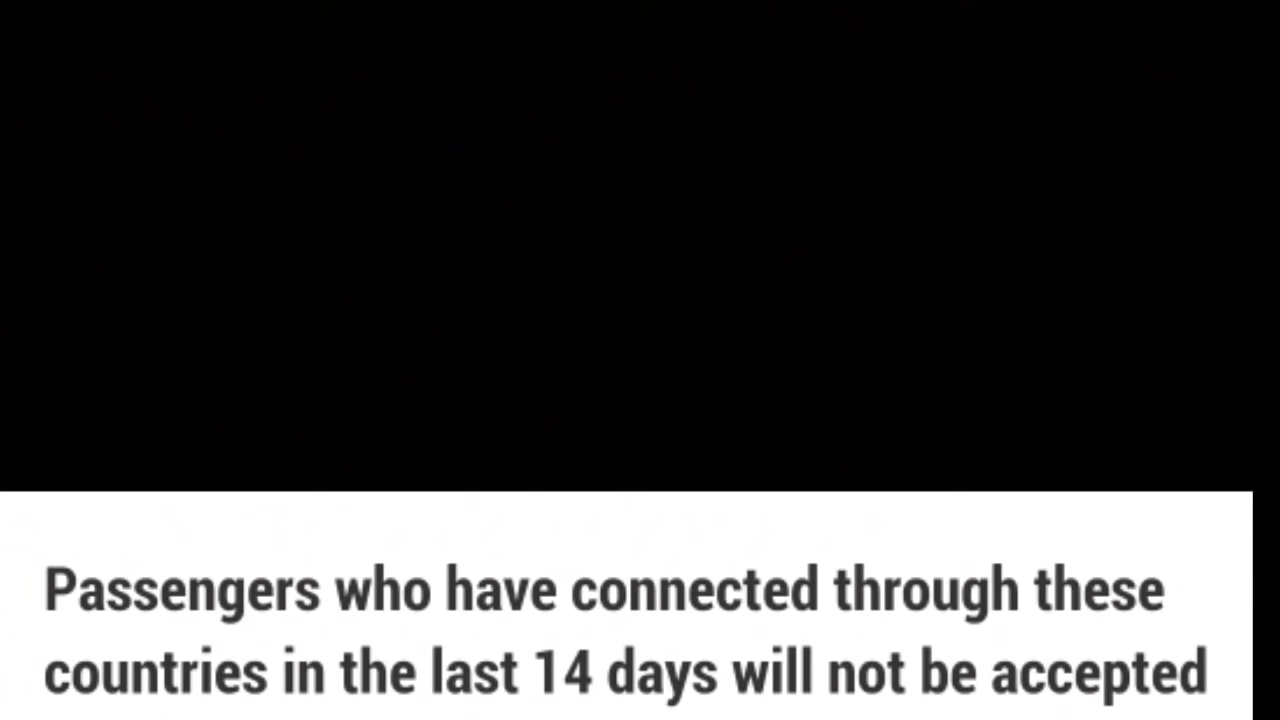 Passengers who have connected through these
countries in the last 14 days will not be accepted